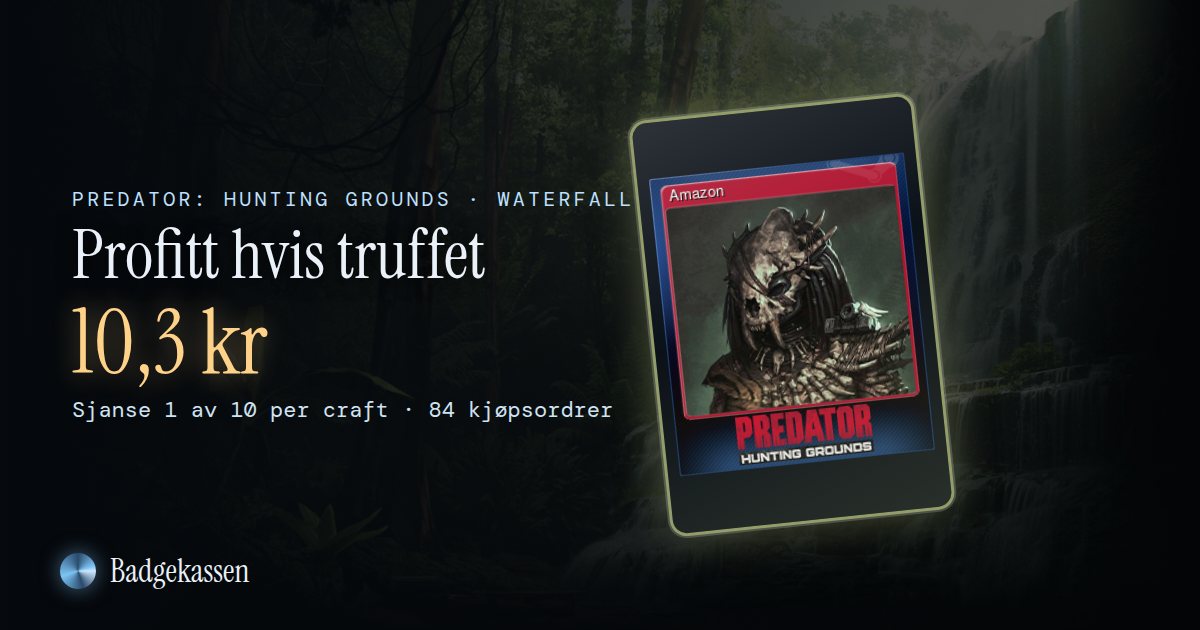 PREDATOR: HUNTING GROUNDS · WATERFALL
Profitt hvis truffet
10,3 kr
Sjanse 1 av 10 per craft · 84 kjøpsordrer
Amazon
PREDATOR
HUNTING GROUNDS
Badgekassen